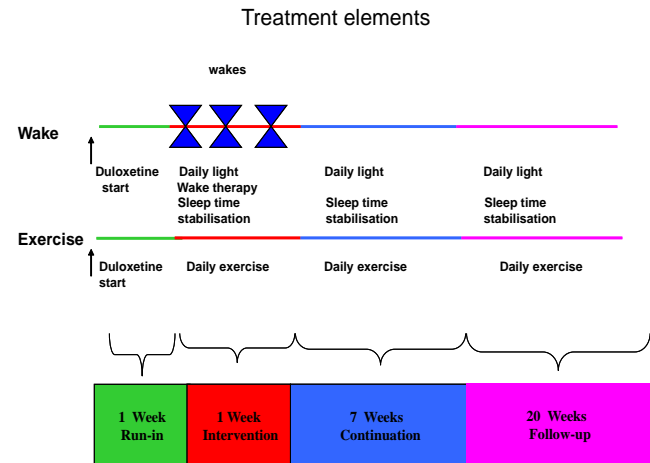 Treatment elements
wakes
Wake
Duloxetine
start
Daily light
Wake therapy
Sleep time
stabilisation
Daily light
Sleep time
stabilisation
Daily light
Sleep time
stabilisation
Exercise
Duloxetine
start
Daily exercise
Daily exercise
Daily exercise
1 Week
Run-in
1 Week
Intervention
7 Weeks
Continuation
20 Weeks
Follow-up